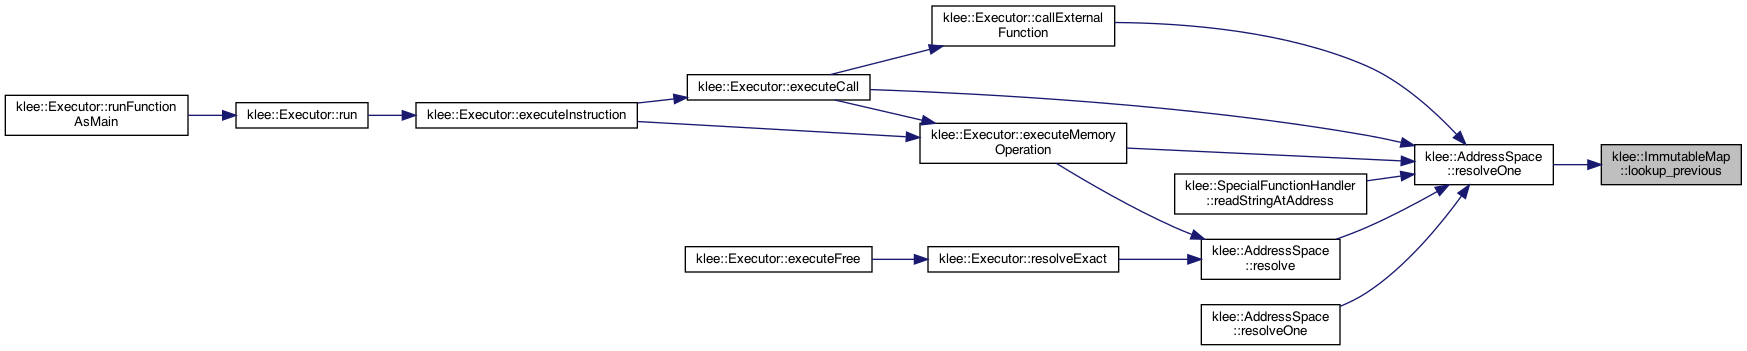 klee::Executor::runFunction
AsMain
klee::Executor::run
klee::Executor::executeInstruction
klee::Executor::executeCall
klee::Executor::callExternal
Function
klee::Executor::executeMemory
Operation
klee::SpecialFunctionHandler
::readStringAtAddress
klee::Executor::executeFree
klee::Executor::resolveExact
klee::AddressSpace
::resolve
klee::AddressSpace
::resolveOne
klee::AddressSpace
::resolveOne
klee::ImmutableMap
::lookup_previous